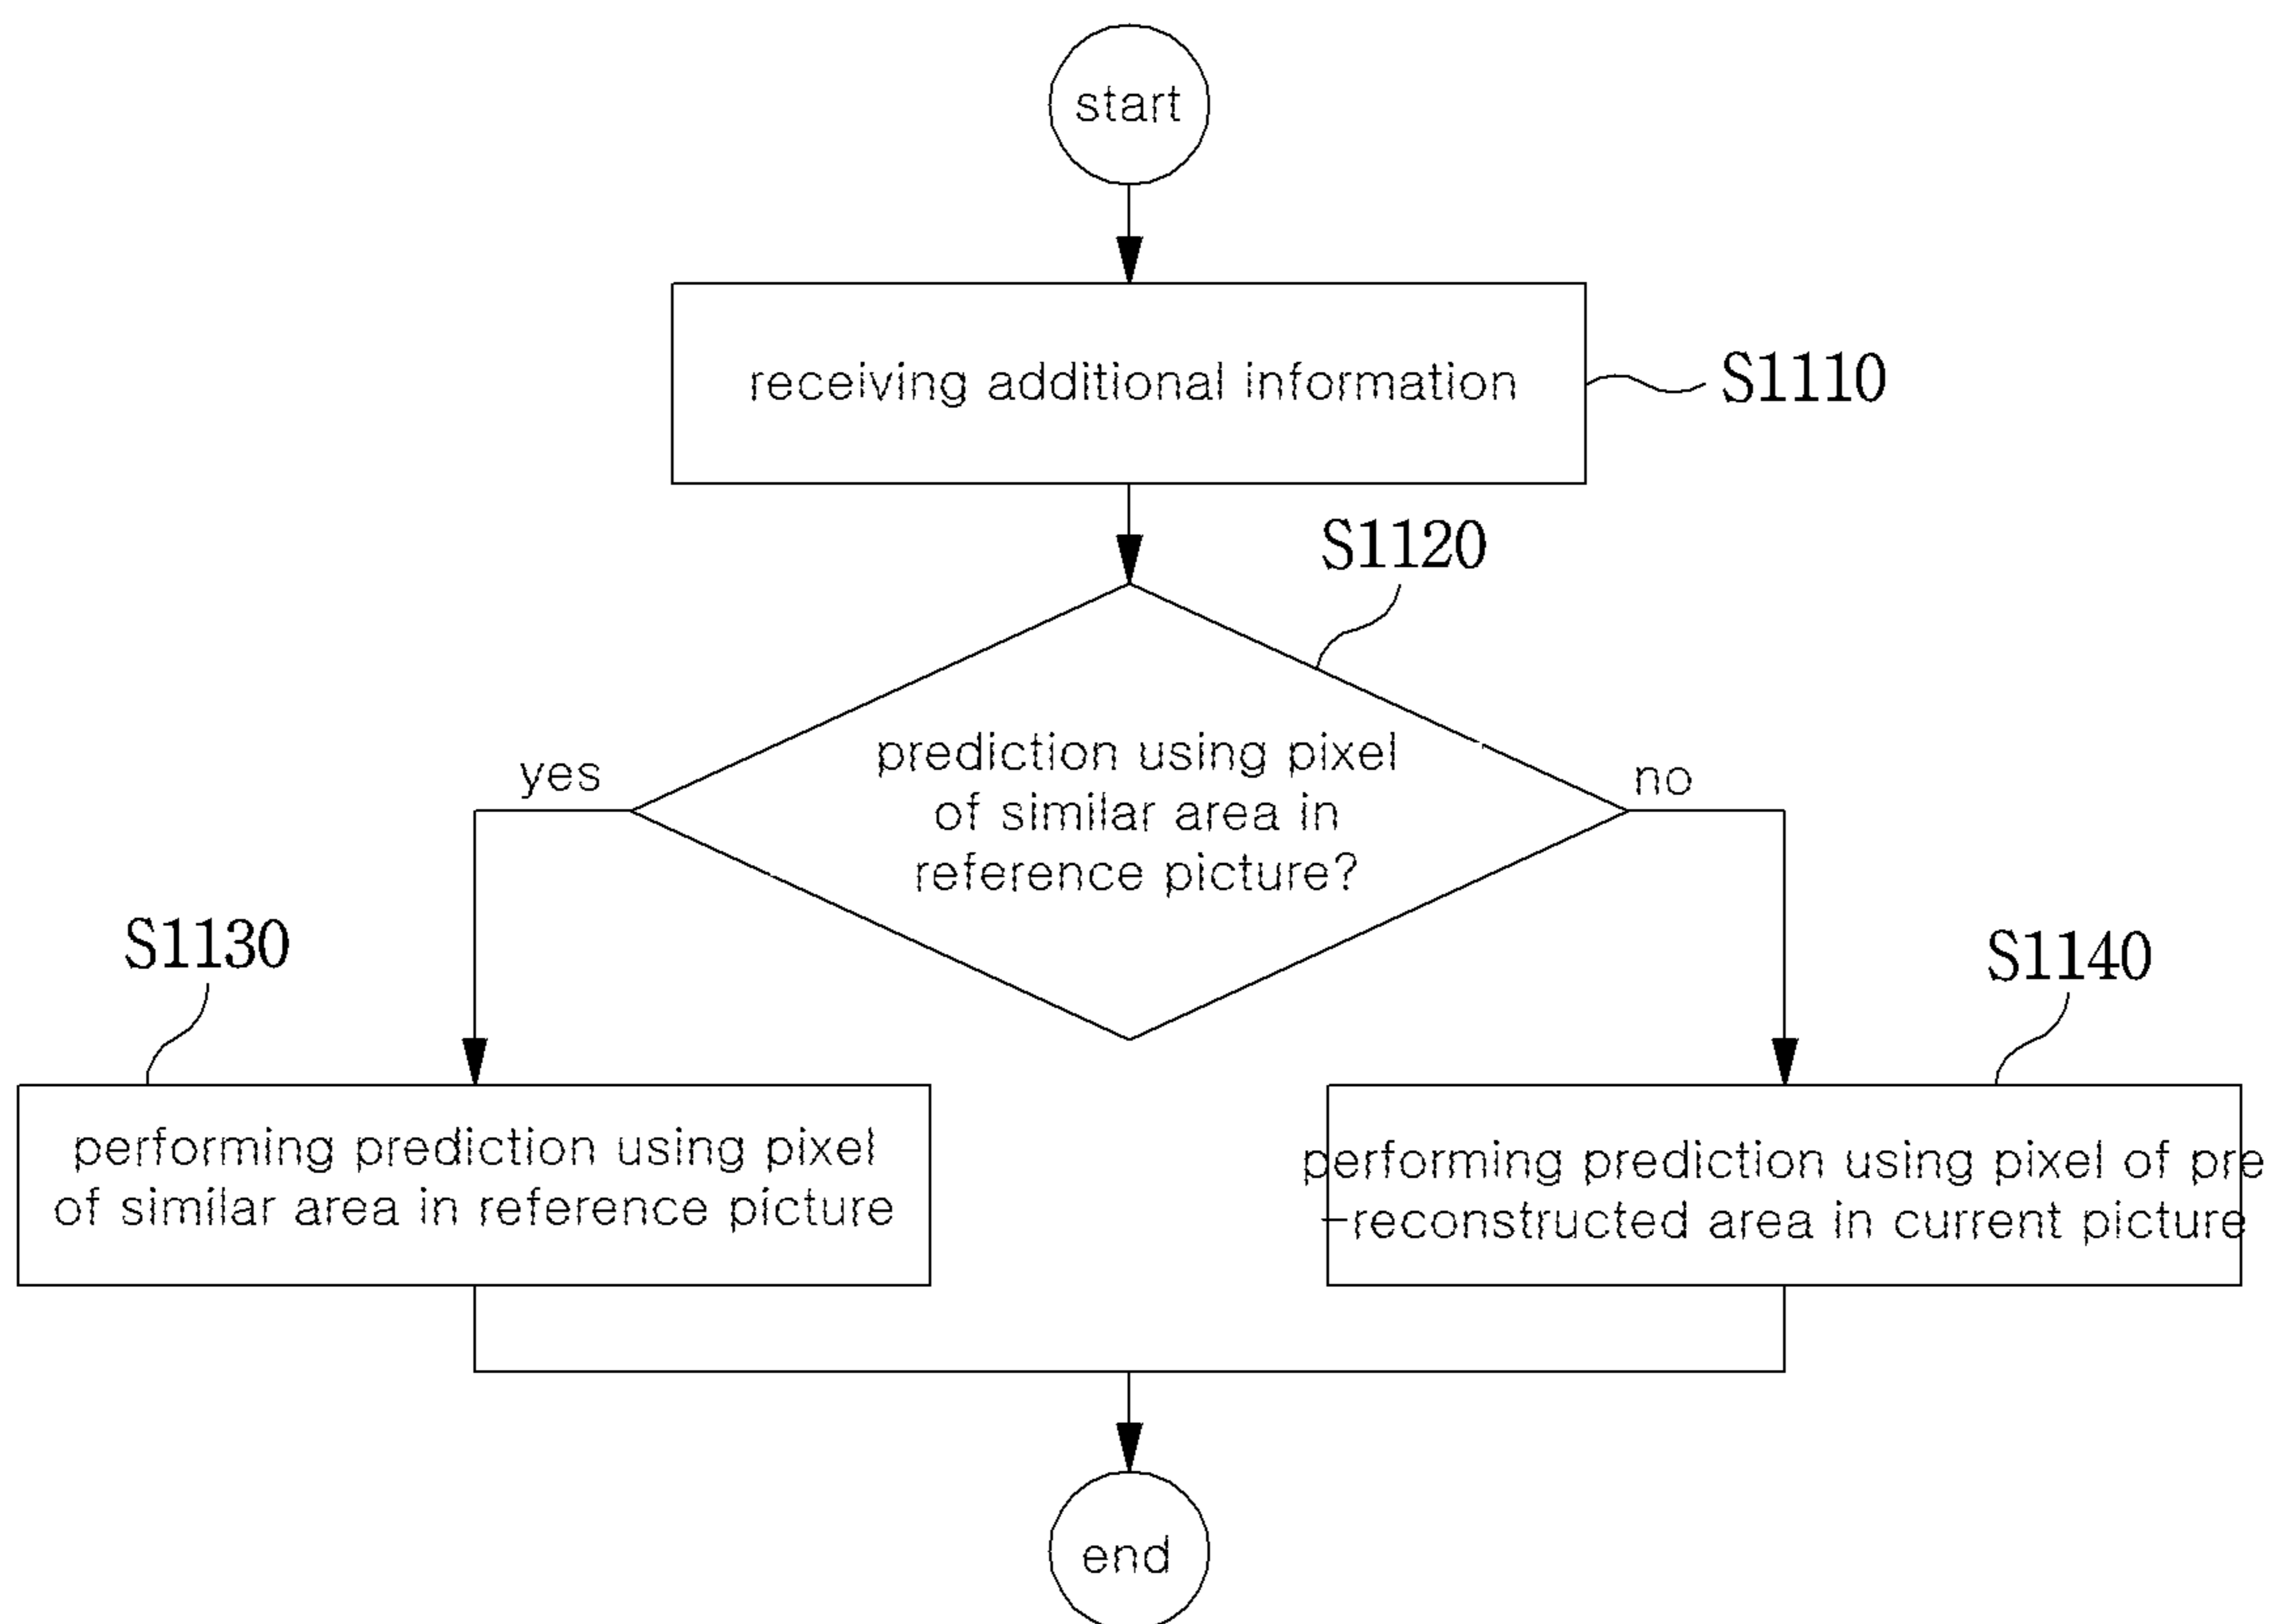 start
receiving additional information
S1110
S1120
prediction using pixel
of similar area in
reference picture?
yes
no
S1130
S1140
performing prediction using pixel
of similar area in reference picture
performing prediction using pixel of pre
-reconstructed area in current picture
end